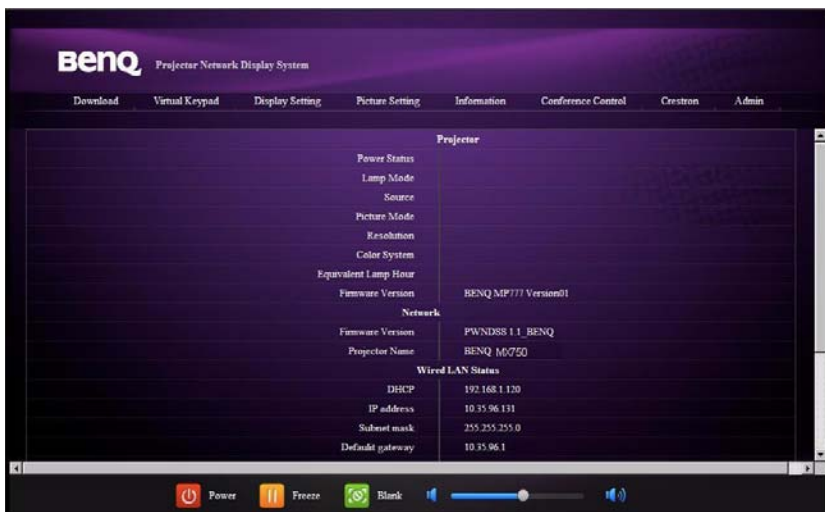 BenQ Projector Network Display System
Download Virtual Keypad Display Setting Picture Setting Information Conference Control Crestron Admin
Projector
Power Status
Lamp Mode
Source
Picture Mode
Resolution
Color System
Equivalent Lamp Hour
Firmware Version BENQ MP777 Version01
Network
Firmware Version PWNDSS 1.1_BENQ
Projector Name BENQ MX750
Wired LAN Status
DHCP 192.168.1.120
IP address 10.35.96.131
Subnet mask 255.255.255.0
Default gateway 10.35.96.1
Power Freeze Blank